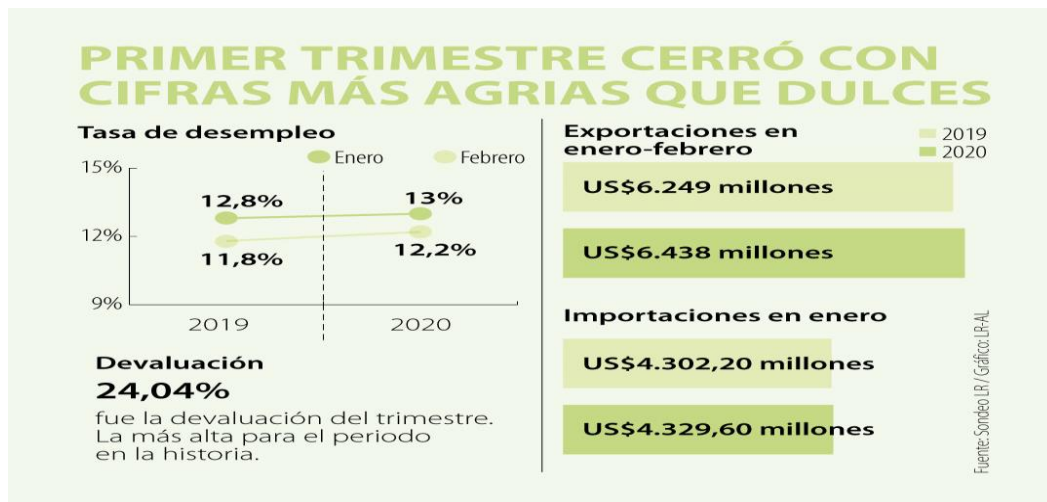 PRIMER TRIMESTRE CERRÓ CON
CIFRAS MÁS AGRIAS QUE DULCES
Tasa de desempleo
Enero
Febrero
15%
12%
9%
12,8%
13%
11,8%
12,2%
2019
2020
Devaluación
24,04%
fue la devaluación del trimestre.
La más alta para el periodo
en la historia.
Exportaciones en
enero-febrero
2019
2020
US$6.249 millones
US$6.438 millones
Importaciones en enero
US$4.302,20 millones
US$4.329,60 millones
Fuente: Sondeo LR / Gráfico: LR-AL